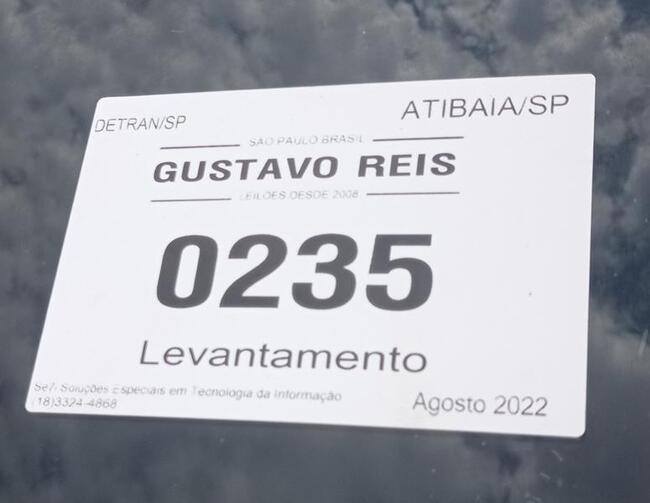 DETRAN/SP
ATIBAIA/SP
SÃO PAULO BRASIL
GUSTAVO REIS
LEILÕES DESDE 2008
0235
Levantamento
Se7i Soluções Especiais em Tecnologia da Informação
(18)3324-4868
Agosto 2022